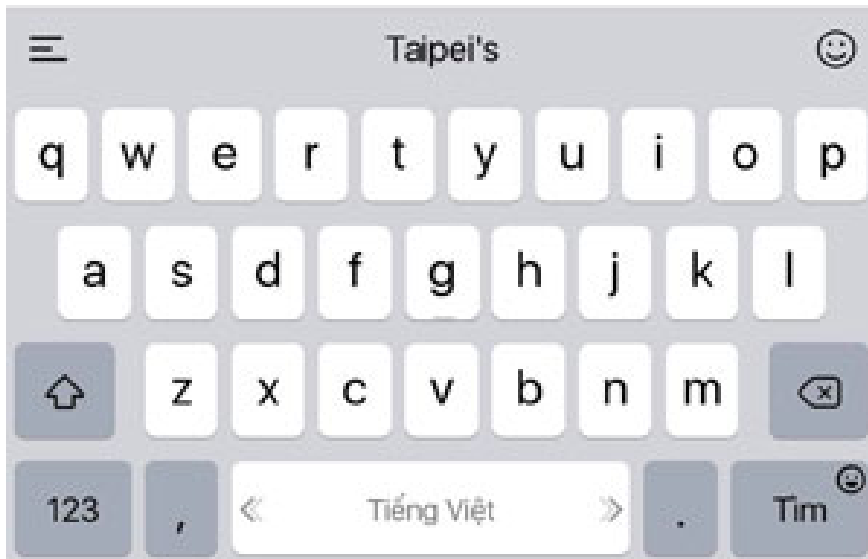 Taipei's
q w e r t y u i o p
a s d f g h j k l
z x c v b n m
123 , Tiếng Việt . Tìm